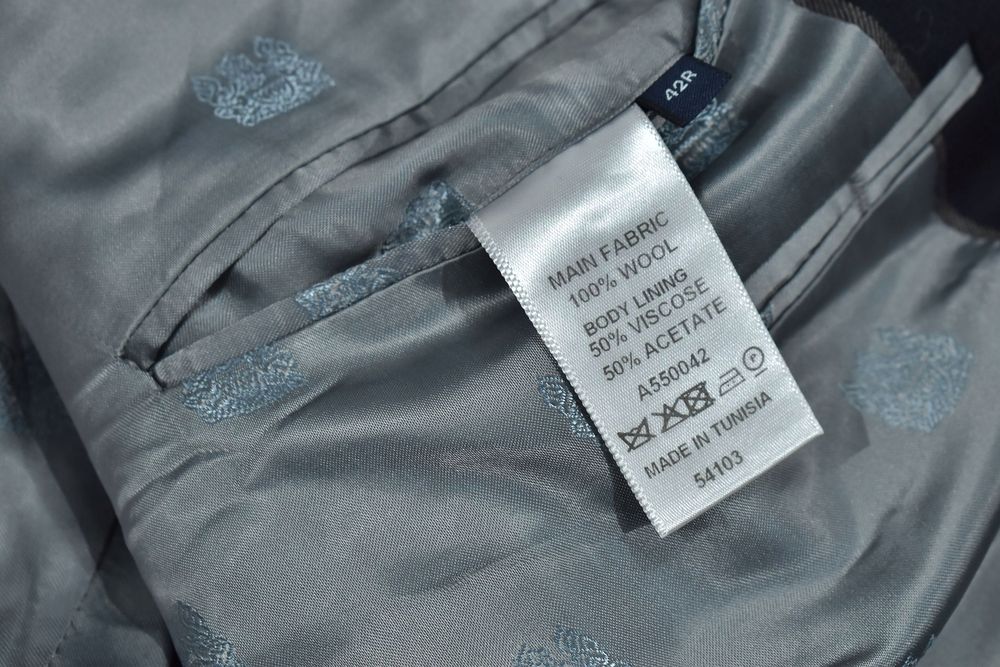 42R
MAIN FABRIC
100% WOOL
BODY LINING
50% VISCOSE
50% ACETATE
A550042
P
MADE IN TUNISIA
54103